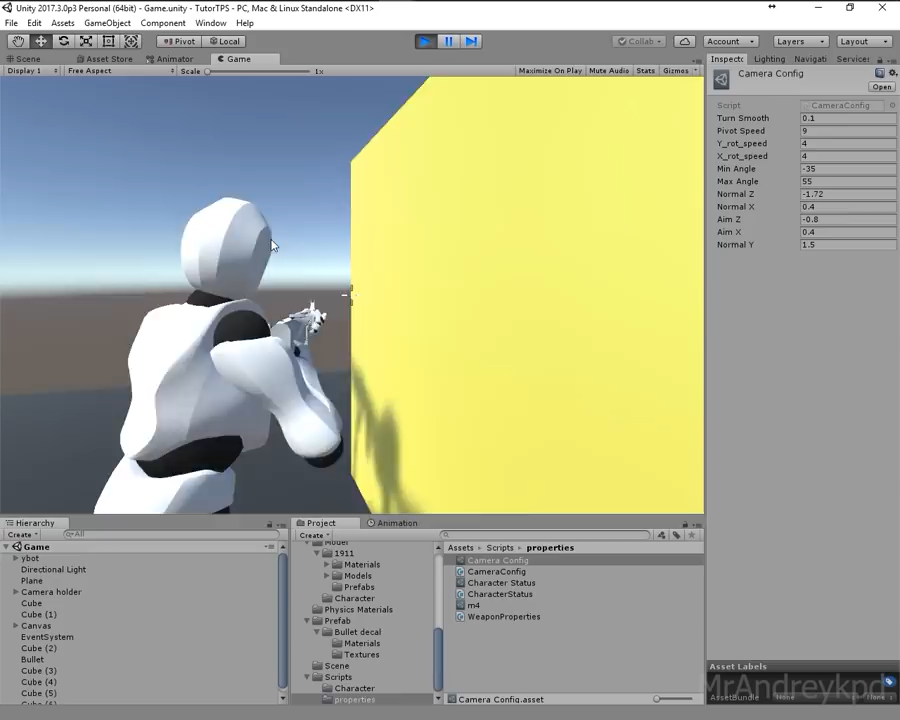 Unity 2017.3.0p3 Personal (64bit) - Game.unity - TutorTPS - PC, Mac & Linux Standalone <DX11>
File Edit Assets GameObject Component Window Help
Pivot Local Collab Account Layers Layout
Scene Asset Store Animator Game
Display 1 Free Aspect Scale 1x Maximize On Play Mute Audio Stats Gizmos
Inspecto Lighting Navigati Services
Camera Config
Open
Script CameraConfig
Turn Smooth 0.1
Pivot Speed 9
Y_rot_speed 4
X_rot_speed 4
Min Angle -35
Max Angle 55
Normal Z -1.72
Normal X 0.4
Aim Z -0.8
Aim X 0.4
Normal Y 1.5
Hierarchy
Create All
Game
ybot
Directional Light
Plane
Camera holder
Cube
Cube (1)
Canvas
EventSystem
Cube (2)
Bullet
Cube (3)
Cube (4)
Cube (5)
Project Animation
Create
Model
1911
Materials
Models
Prefabs
Character
Physics Materials
Prefab
Bullet decal
Materials
Textures
Scene
Scripts
Character
properties
Assets Scripts properties
Camera Config
CameraConfig
Character Status
CharacterStatus
m4
WeaponProperties
Camera Config.asset
Asset Labels
AssetBundle None None
MrAndreykpd